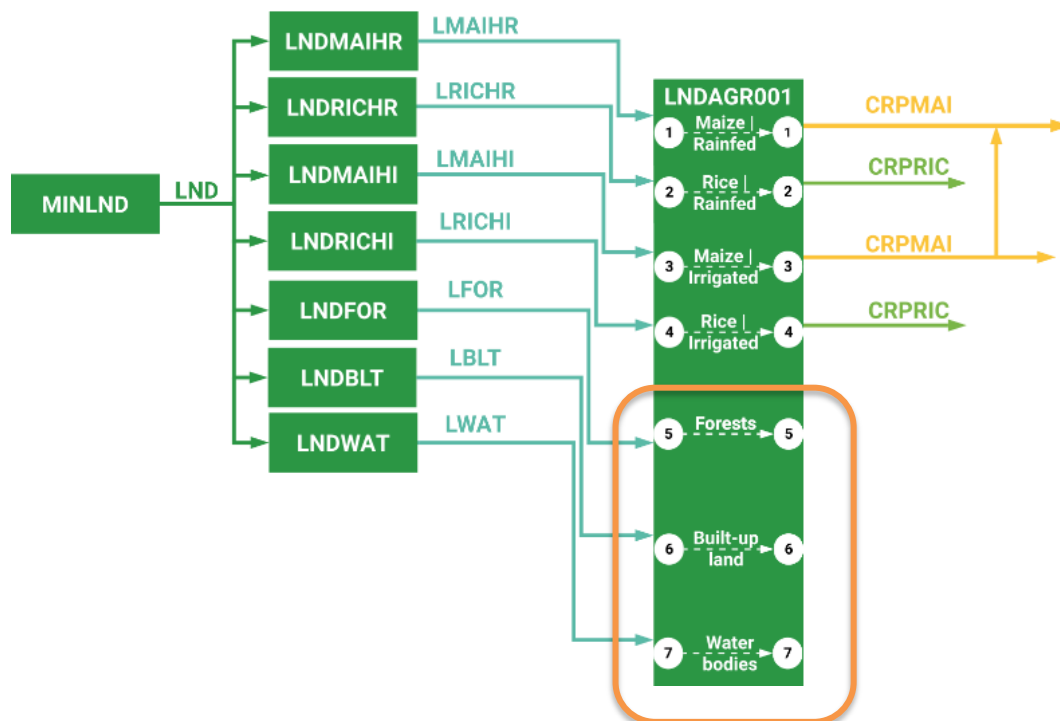 MINLND
LND
LNDMAIHR
LNDRICHR
LNDMAIHI
LNDRICHI
LNDFOR
LNDBLT
LNDWAT
LMAIHR
LRICHR
LMAIHI
LRICHI
LFOR
LBLT
LWAT
LNDAGR001
1 Maize | 1
Rainfed
2 Rice | 2
Rainfed
3 Maize | 3
Irrigated
4 Rice | 4
Irrigated
5 Forests 5
6 Built-up 6
land
7 Water 7
bodies
CRPMAI
CRPRIC
CRPMAI
CRPRIC